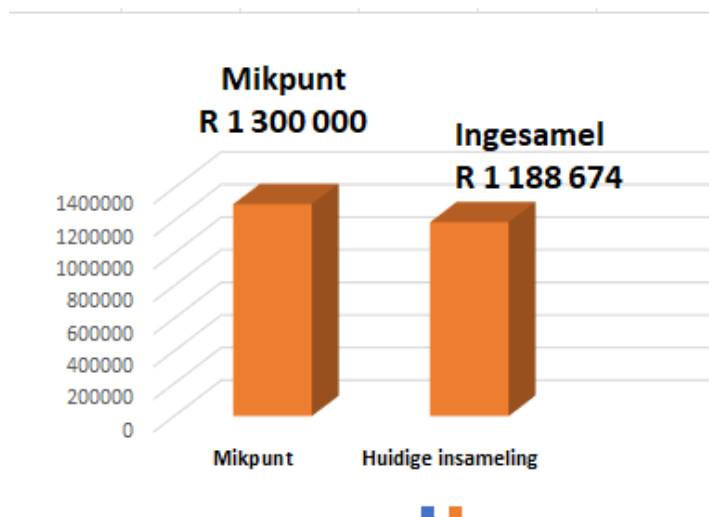 Mikpunt
R 1 300 000
Ingesamel
R 1 188 674
1400000
1200000
1000000
800000
600000
400000
200000
0
Mikpunt
Huidige insameling